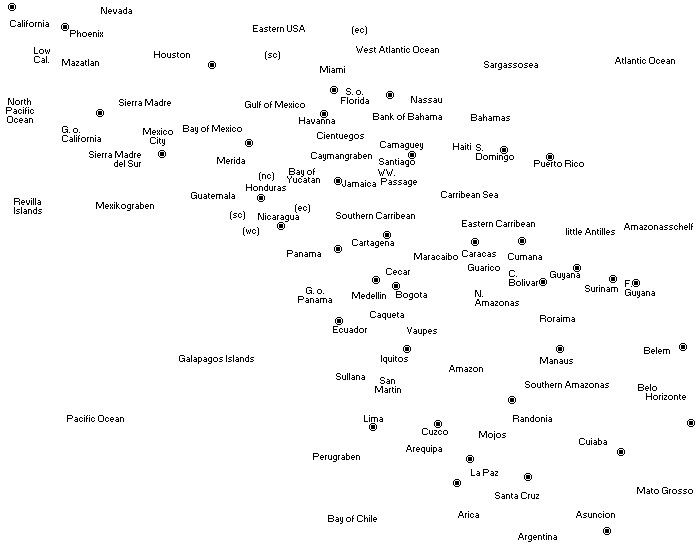 Nevada
California
Phoenix
Eastern USA
(ec)
Low
Cal.
Mazatlan
Houston
(sc)
West Atlantic Ocean
Miami
Sargassosea
Atlantic Ocean
North
Pacific
Ocean
Sierra Madre
Gulf of Mexico
S. o.
Florida
Nassau
Havanna
Bank of Bahama
Bahamas
G. o.
California
Mexico
City
Bay of Mexico
Cientuegos
Sierra Madre
del Sur
Merida
Caymangraben
Camaguey
Santiago
Haiti
S.
Domingo
Puerto Rico
(nc)
Bay of
Yucatan
WW.
Passage
Jamaica
Honduras
Guatemala
Carribean Sea
Revilla
Islands
Mexikograben
(sc)
(ec)
Nicaragua
Southern Carribean
(wc)
Eastern Carribean
little Antilles
Amazonasschelf
Cartagena
Panama
Maracaibo
Caracas
Cumana
Guarico
Cecar
C.
Bolivar
Guyana
Surinam
F.
Guyana
G. o.
Panama
Medellin
Bogota
N.
Amazonas
Caqueta
Roraima
Ecuador
Vaupes
Galapagos Islands
Iquitos
Manaus
Belem
Amazon
Sullana
San
Martin
Southern Amazonas
Belo
Horizonte
Pacific Ocean
Lima
Randonia
Cuzco
Mojos
Cuiaba
Arequipa
Perugraben
La Paz
Santa Cruz
Mato Grosso
Bay of Chile
Arica
Asuncion
Argentina